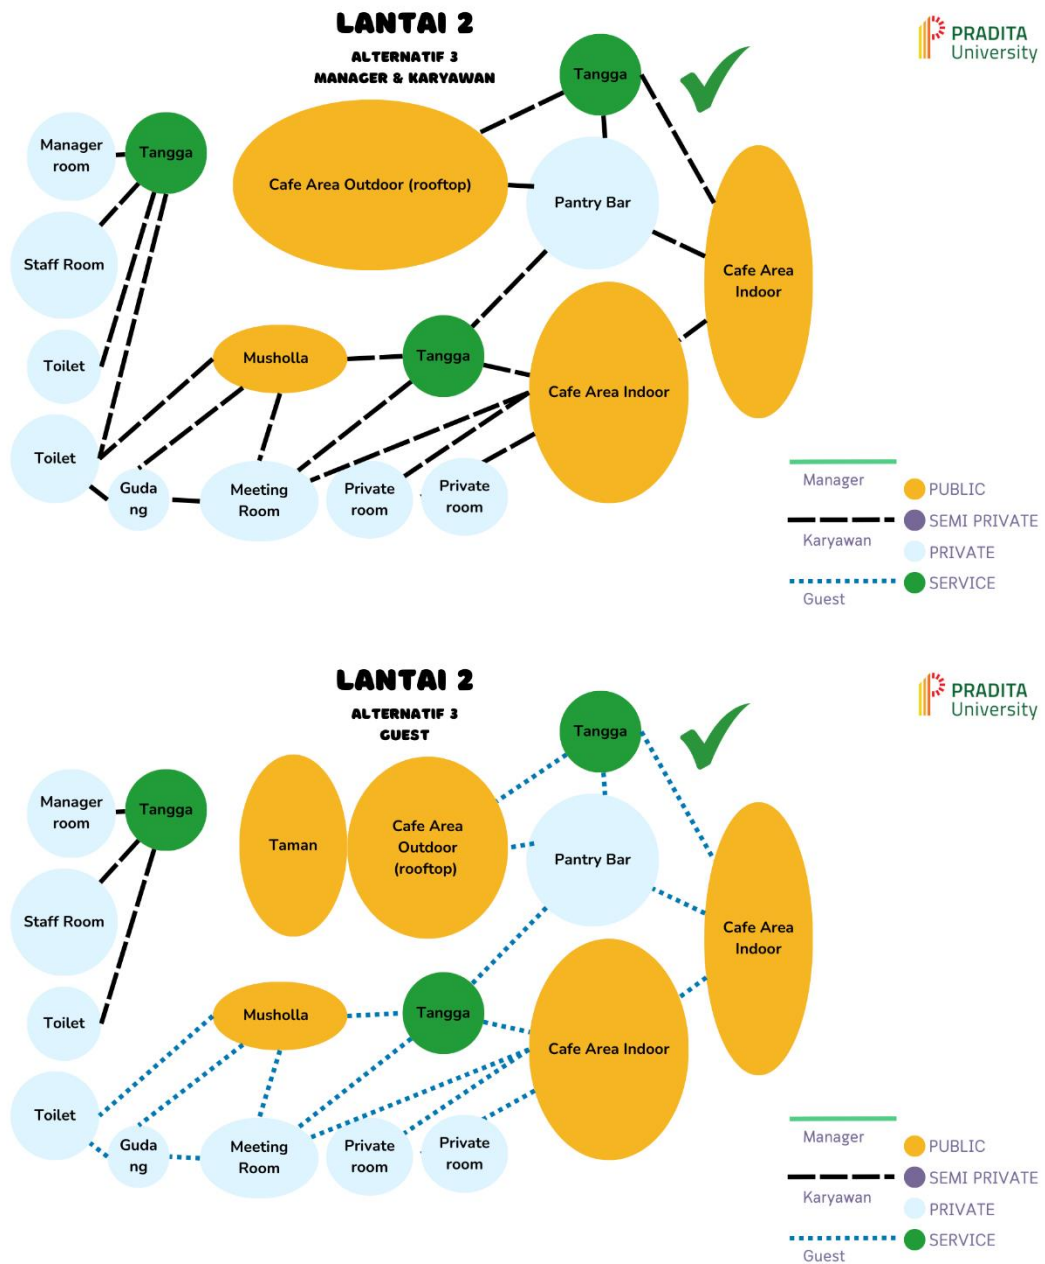 LANTAI 2
ALTERNATIF 3
MANAGER & KARYAWAN
PRADITA
University
Tangga
Manager
room
Tangga
Cafe Area Outdoor (rooftop)
Pantry Bar
Staff Room
Cafe Area
Indoor
Toilet
Musholla
Tangga
Cafe Area Indoor
Toilet
Guda
ng
Meeting
Room
Private
room
Private
room
Manager
Karyawan
Guest
PUBLIC
SEMI PRIVATE
PRIVATE
SERVICE
LANTAI 2
ALTERNATIF 3
GUEST
PRADITA
University
Tangga
Manager
room
Tangga
Taman
Cafe Area
Outdoor
(rooftop)
Pantry Bar
Staff Room
Cafe Area
Indoor
Toilet
Musholla
Tangga
Cafe Area Indoor
Toilet
Guda
ng
Meeting
Room
Private
room
Private
room
Manager
Karyawan
Guest
PUBLIC
SEMI PRIVATE
PRIVATE
SERVICE